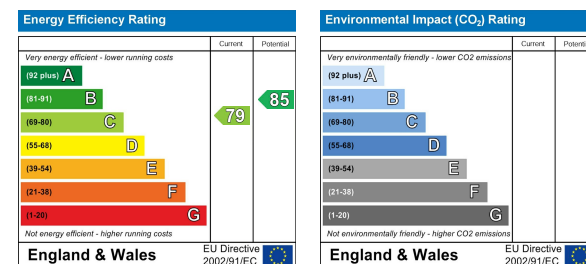 Energy Efficiency Rating
Current Potential
Very energy efficient - lower running costs
(92 plus) A
(81-91) B
(69-80) C
(55-68) D
(39-54) E
(21-38) F
(1-20) G
79
85
Not energy efficient - higher running costs
England & Wales
EU Directive
2002/91/EC
Environmental Impact (CO₂) Rating
Current Potenti
Very environmentally friendly - lower CO2 emissions
(92 plus) A
(81-91) B
(69-80) C
(55-68) D
(39-54) E
(21-38) F
(1-20) G
Not environmentally friendly - higher CO2 emissions
England & Wales
EU Directive
2002/91/EC